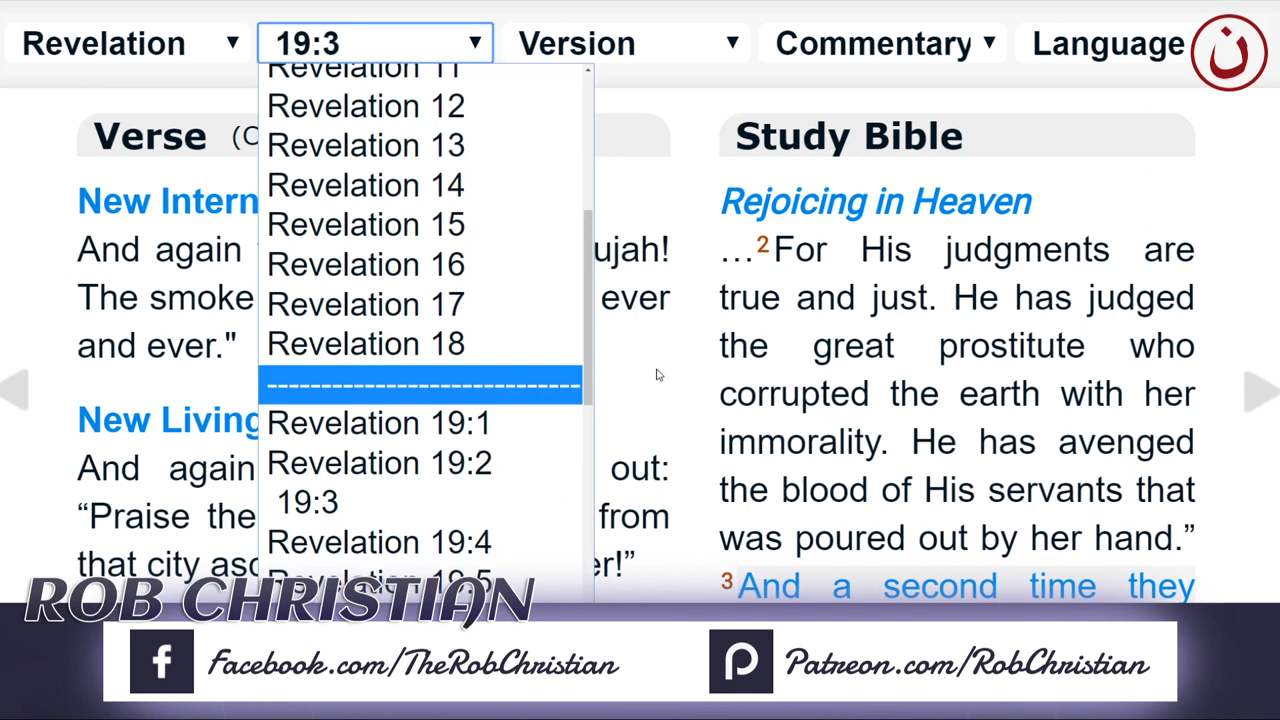 Revelation 19:3 Version Commentary Language ن
Revelation 11
Revelation 12
Revelation 13
Revelation 14
Revelation 15
Revelation 16
Revelation 17
Revelation 18
-----------------------------
Revelation 19:1
Revelation 19:2
19:3
Revelation 19:4
Revelation 19:5
Verse (C
New Intern
And again ujah!
The smoke ever
and ever."
New Living
And again out:
“Praise the from
that city asc er!”
Study Bible
Rejoicing in Heaven
…2For His judgments are
true and just. He has judged
the great prostitute who
corrupted the earth with her
immorality. He has avenged
the blood of His servants that
was poured out by her hand.”
3And a second time they
ROB CHRISTIAN
f Facebook.com/TheRobChristian
Patreon.com/RobChristian